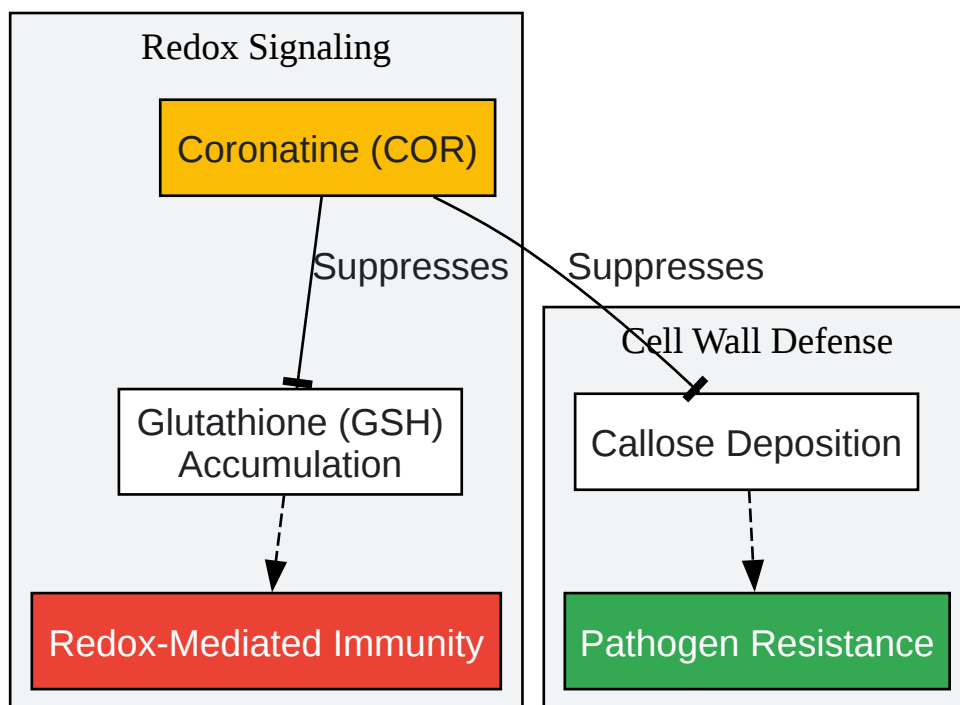 Redox Signaling
Coronatine (COR)
Suppresses
Suppresses
Cell Wall Defense
Glutathione (GSH)
Accumulation
Callose Deposition
Redox-Mediated Immunity
Pathogen Resistance